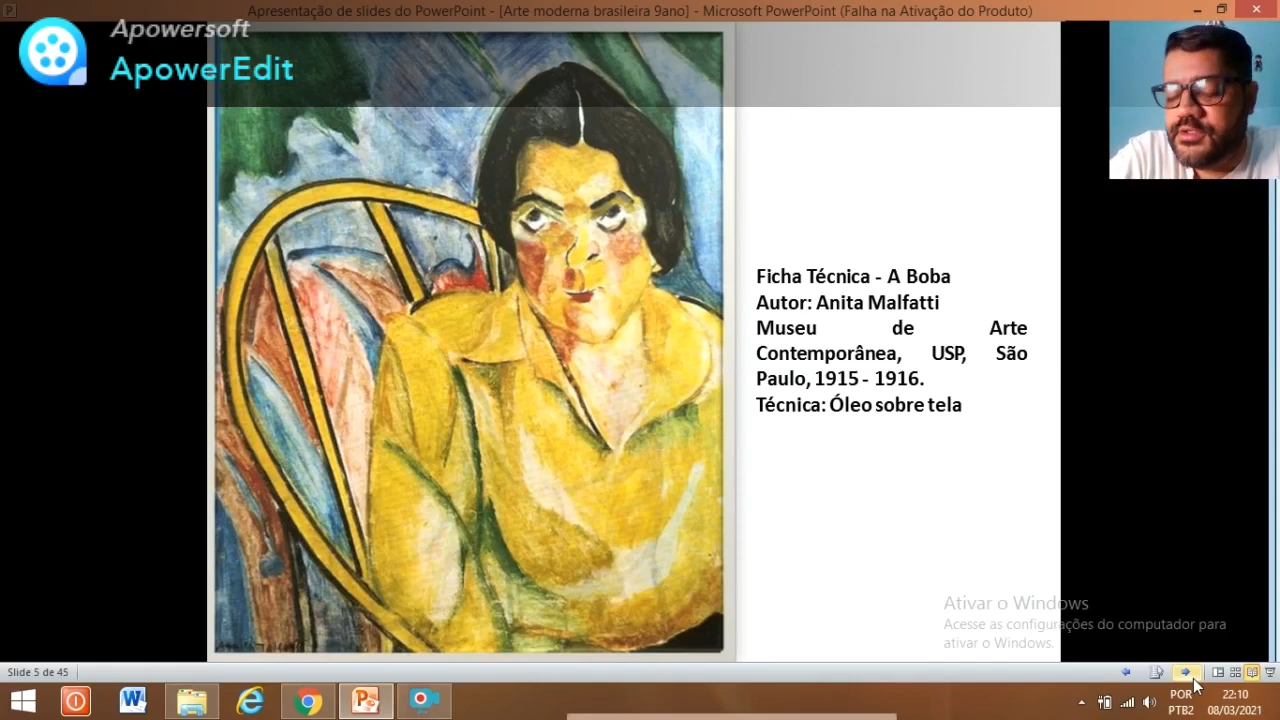 Apresentação de slides do PowerPoint - [Arte moderna brasileira 9ano] - Microsoft PowerPoint (Falha na Ativação do Produto)
Apowersoft
ApowerEdit
Ficha Técnica - A Boba
Autor: Anita Malfatti
Museu de Arte
Contemporânea, USP, São
Paulo, 1915 - 1916.
Técnica: Óleo sobre tela
Ativar o Windows
Acesse as configurações do computador para
ativar o Windows.
Slide 5 de 45
POR
PTB2
22:10
08/03/2021